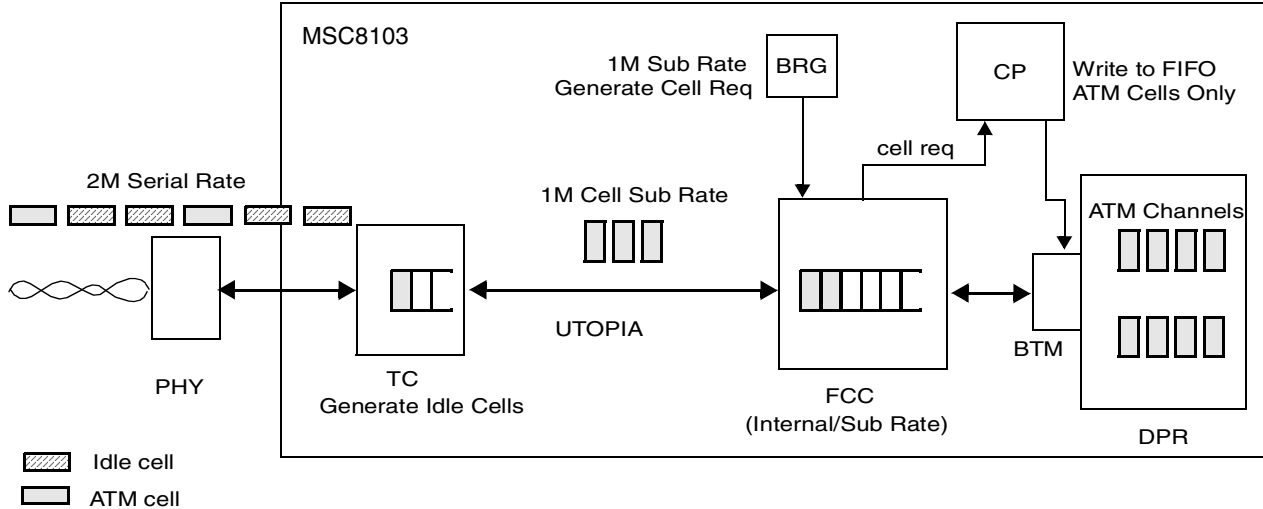 MSC8103
1M Sub Rate
Generate Cell Req
BRG
CP
Write to FIFO
ATM Cells Only
cell req
2M Serial Rate
1M Cell Sub Rate
ATM Channels
UTOPIA
BTM
PHY
TC
Generate Idle Cells
FCC
(Internal/Sub Rate)
DPR
Idle cell
ATM cell